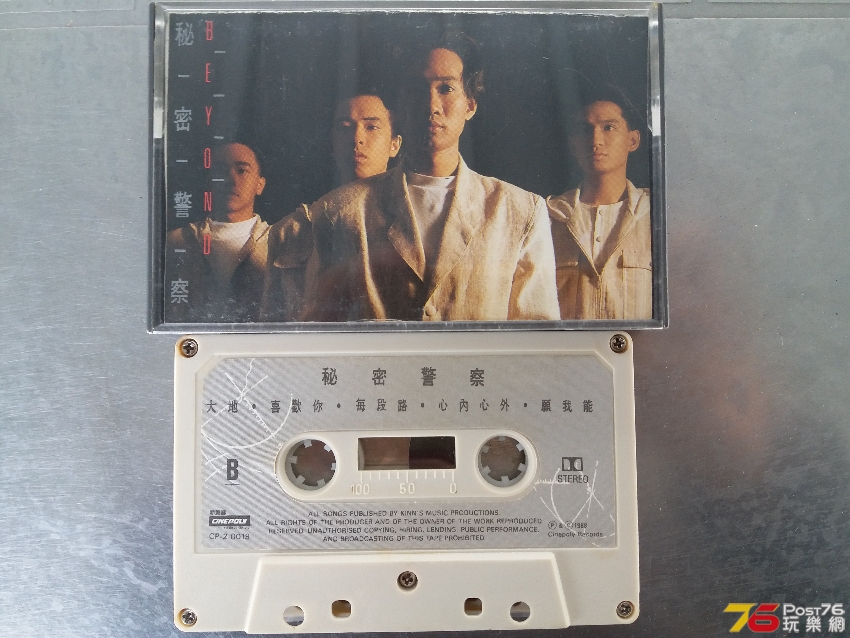 秘-密-警-察
BEYOND
秘密警察
大地·喜歡你·每段路·心內心外·願我能
B
100 50 0
STEREO
CINEPOLY
CP-2-0019
ALL SONGS PUBLISHED BY KINN'S MUSIC PRODUCTIONS.
ALL RIGHTS OF THE PRODUCER AND OF THE OWNER OF THE WORK REPRODUCED
RESERVED. UNAUTHORISED COPYING, HIRING, LENDING, PUBLIC PERFORMANCE,
AND BROADCASTING OF THIS TAPE PROHIBITED
℗ & © 1988
Cinepoly Records
76 POST76
玩樂網